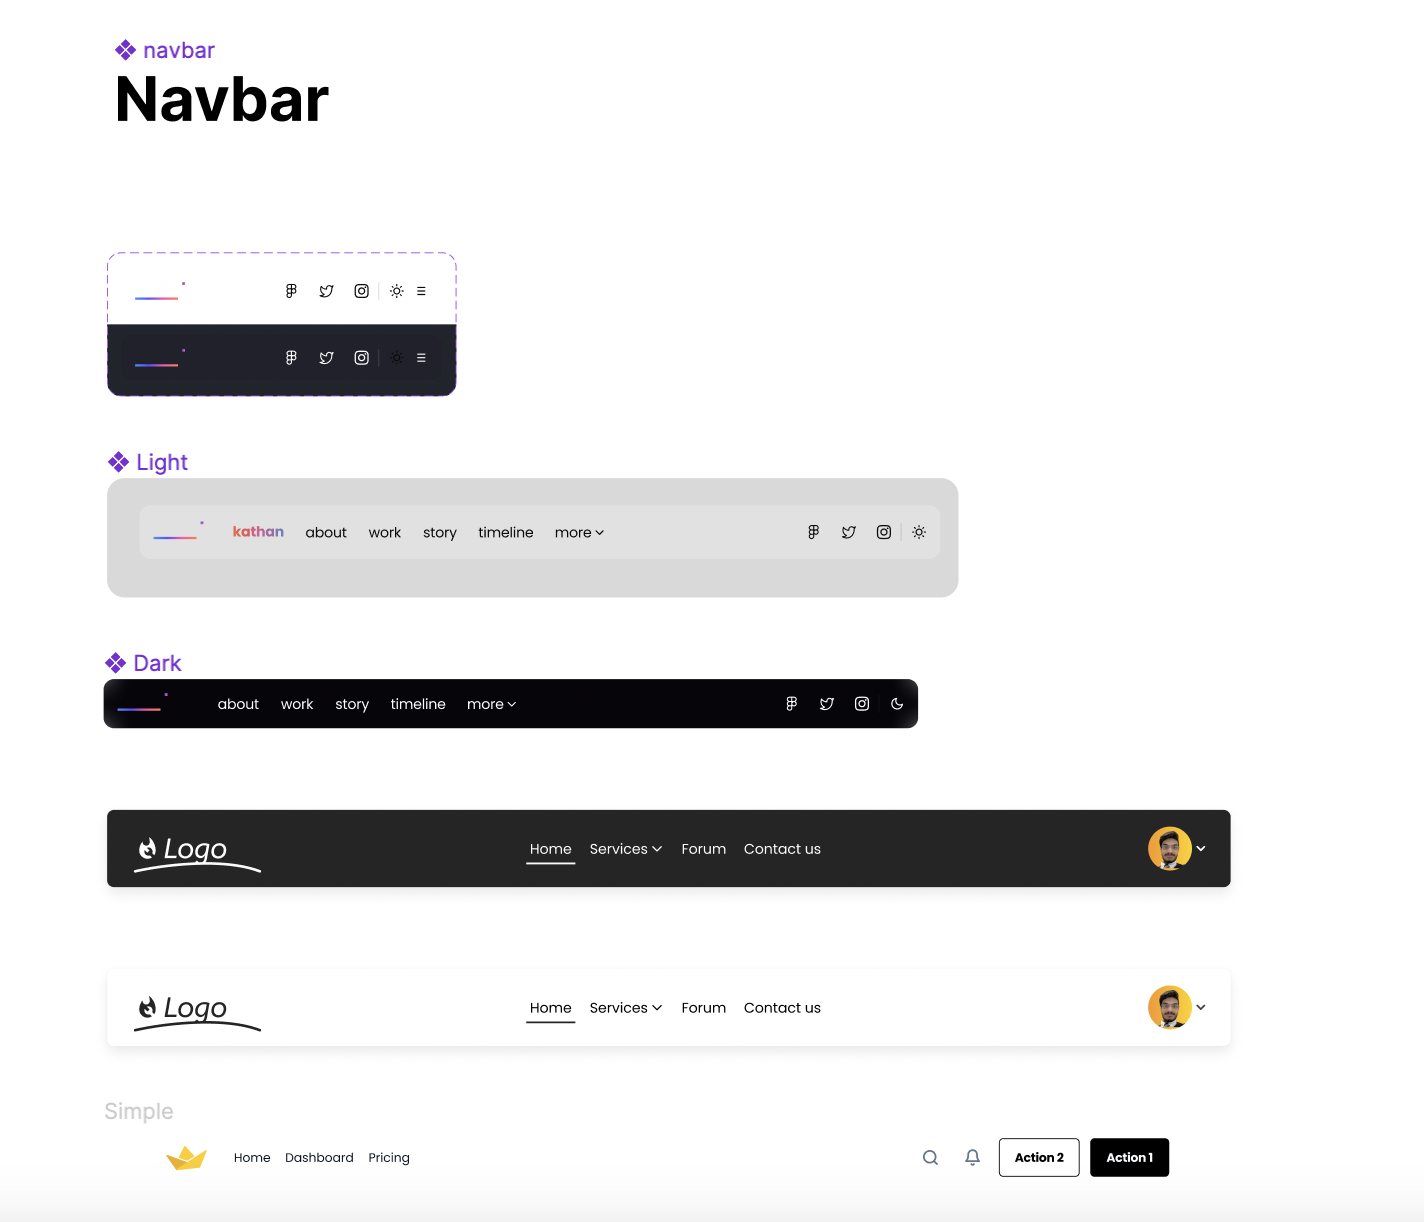 navbar
Navbar
Light
kathan about work story timeline more
Dark
about work story timeline more
Logo Home Services Forum Contact us
Logo Home Services Forum Contact us
Simple
Home Dashboard Pricing Action 2 Action 1